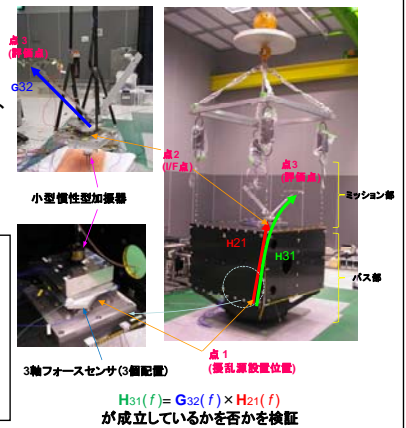 点3
(評価点)
G32
点2
(I/F点)
点3
(評価点)
小型慣性型加振器
ミッション部
H21
H31
バス部
3軸フォースセンサ(3個配置)
点1
(擾乱源設置位置)
H31(f)= G32(f)×H21(f)
が成立しているかを否かを検証